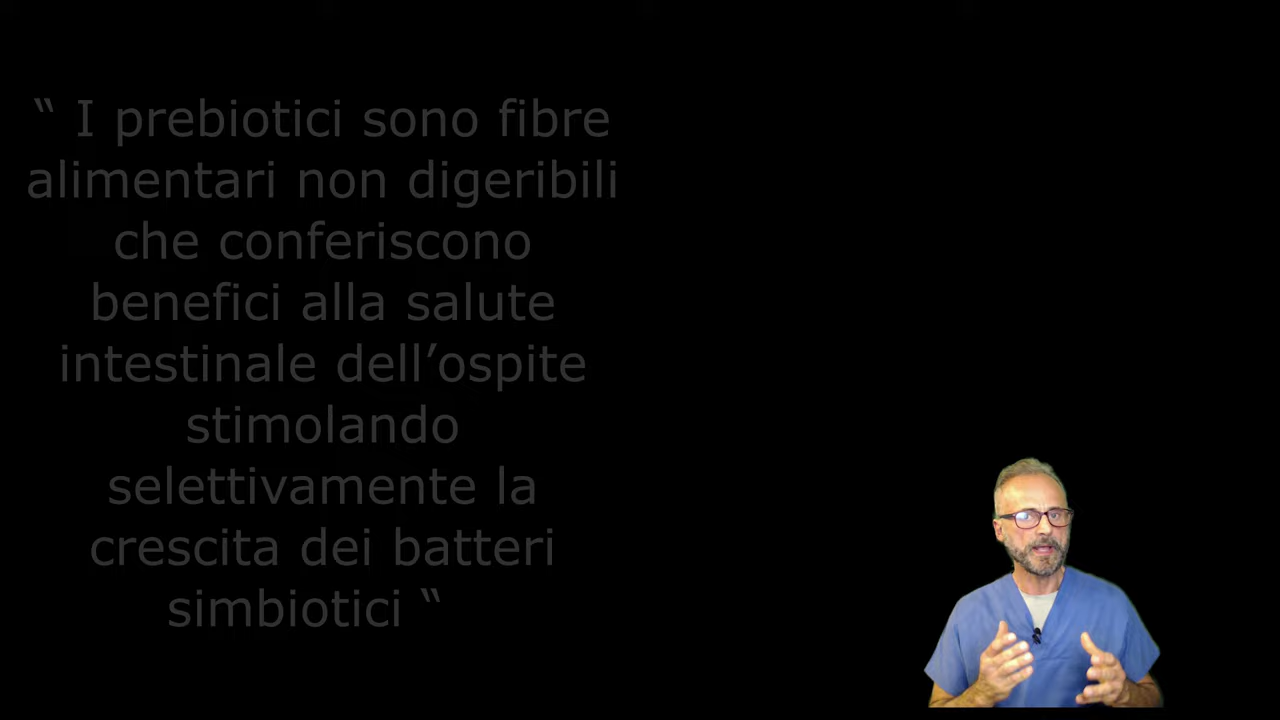 “ I prebiotici sono fibre
alimentari non digeribili
che conferiscono
benefici alla salute
intestinale dell’ospite
stimolando
selettivamente la
crescita dei batteri
simbiotici “